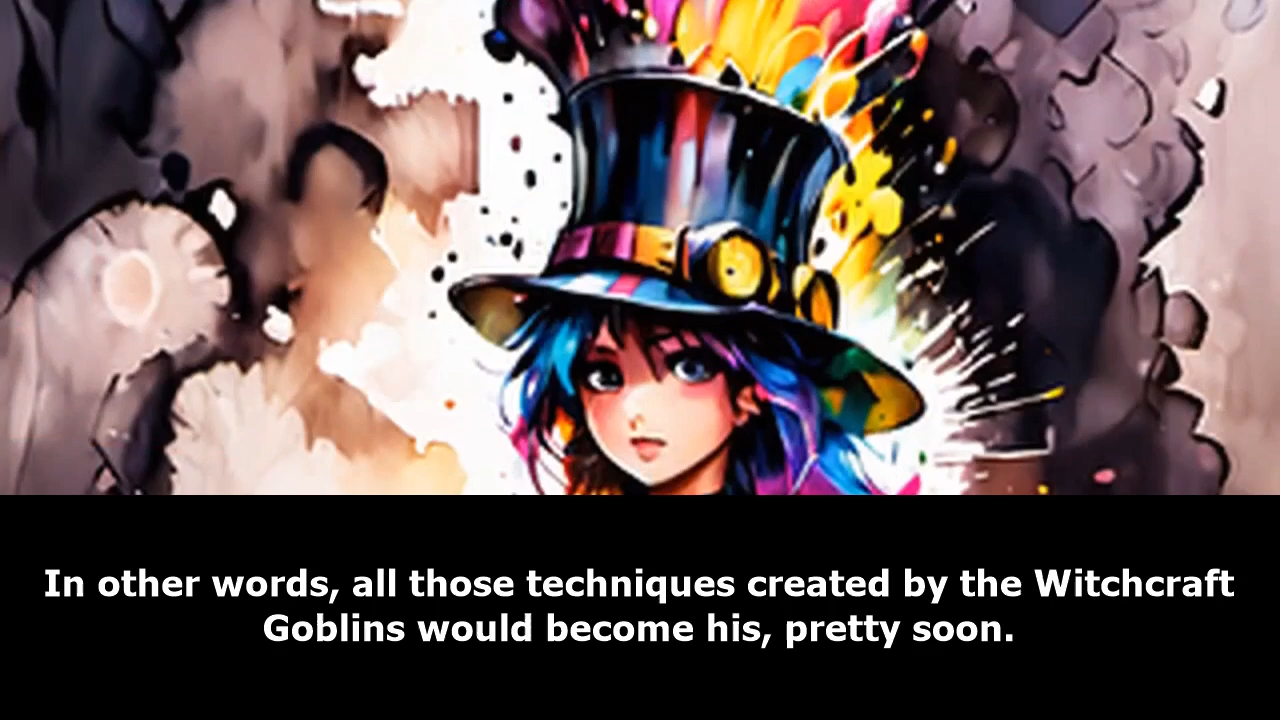 In other words, all those techniques created by the Witchcraft
Goblins would become his, pretty soon.